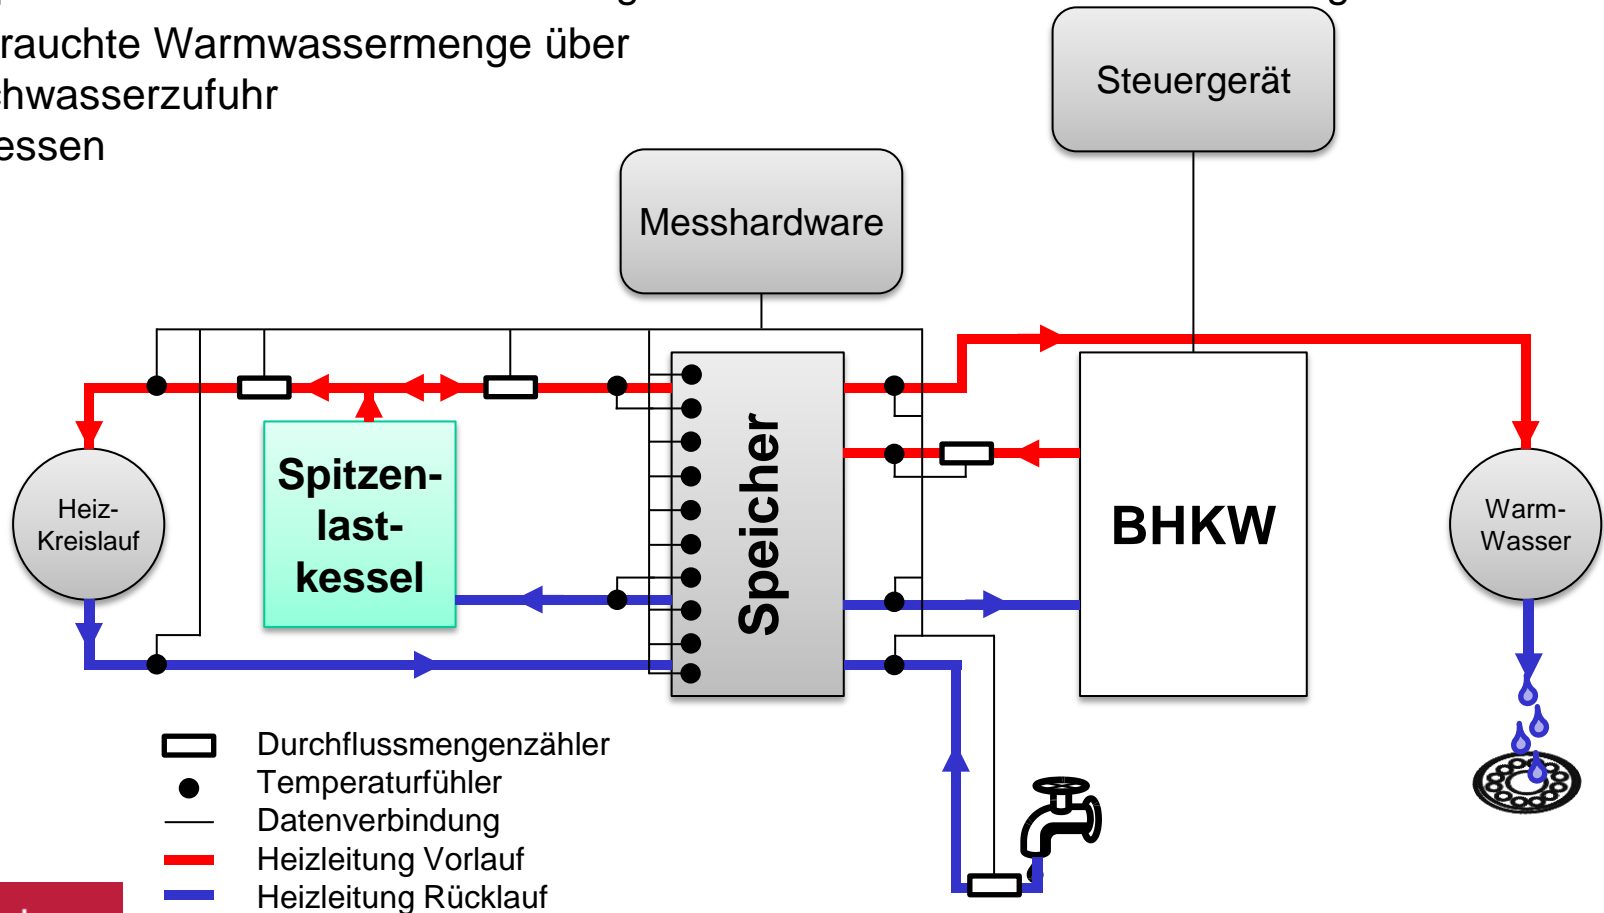 rauchte Warmwassermenge über
chwasserzufuhr
essen
Steuergerät
Messhardware
Heiz-
Kreislauf
Spitzen-
last-
kessel
Speicher
BHKW
Warm-
Wasser
Durchflussmengenzähler
Temperaturfühler
Datenverbindung
Heizleitung Vorlauf
Heizleitung Rücklauf